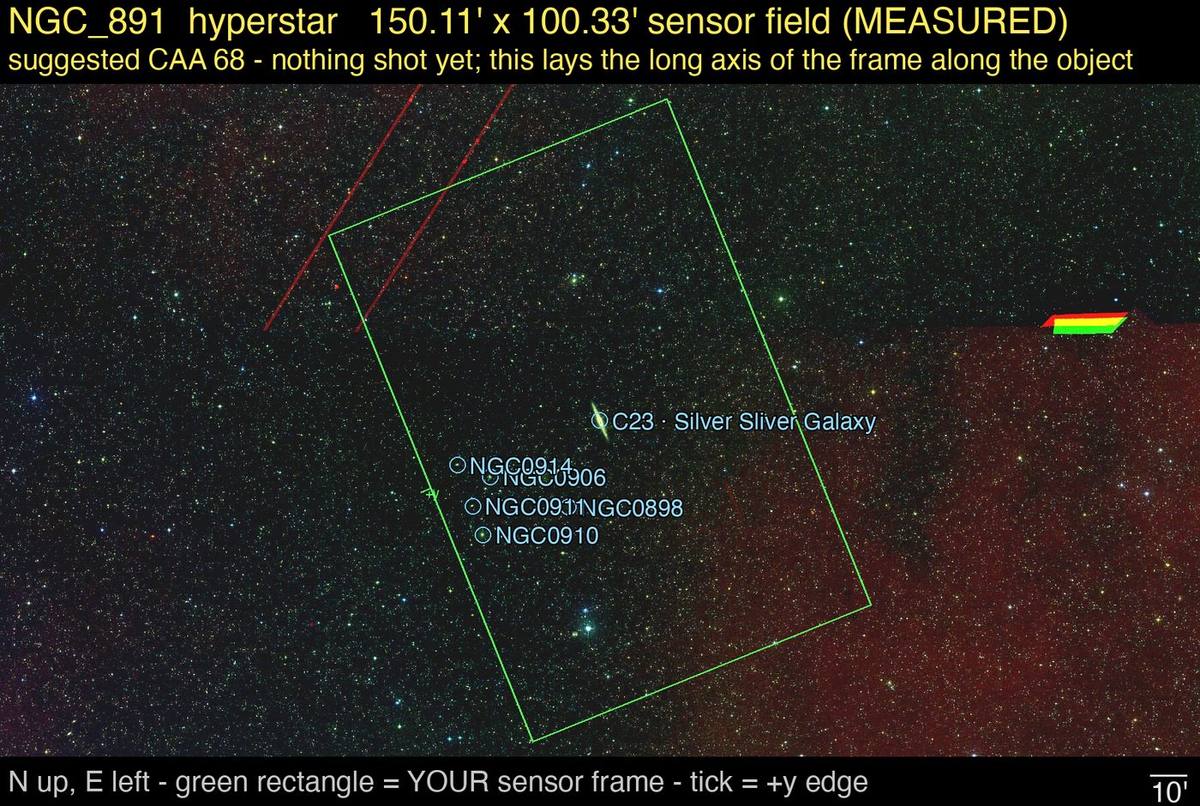 NGC_891 hyperstar 150.11' x 100.33' sensor field (MEASURED)
suggested CAA 68 - nothing shot yet; this lays the long axis of the frame along the object
C23 · Silver Sliver Galaxy
NGC0914
NGC0906
NGC0911
NGC0898
NGC0910
+y
N up, E left - green rectangle = YOUR sensor frame - tick = +y edge
10'